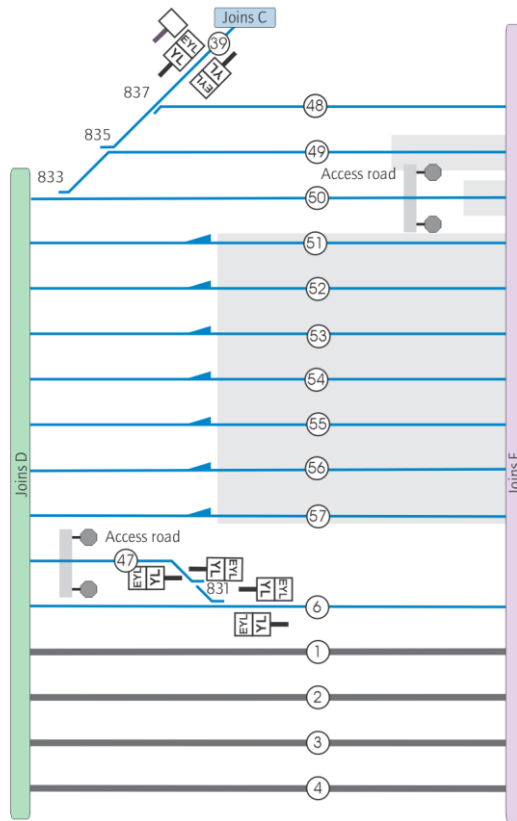 Joins C
EYL YL
39
EYL YL
837
48
835
49
833
Access road
50
51
52
53
54
55
56
57
Joins D
Joins E
Access road
47
EYL YL
YL EYL
831
YL EYL
6
EYL YL
1
2
3
4